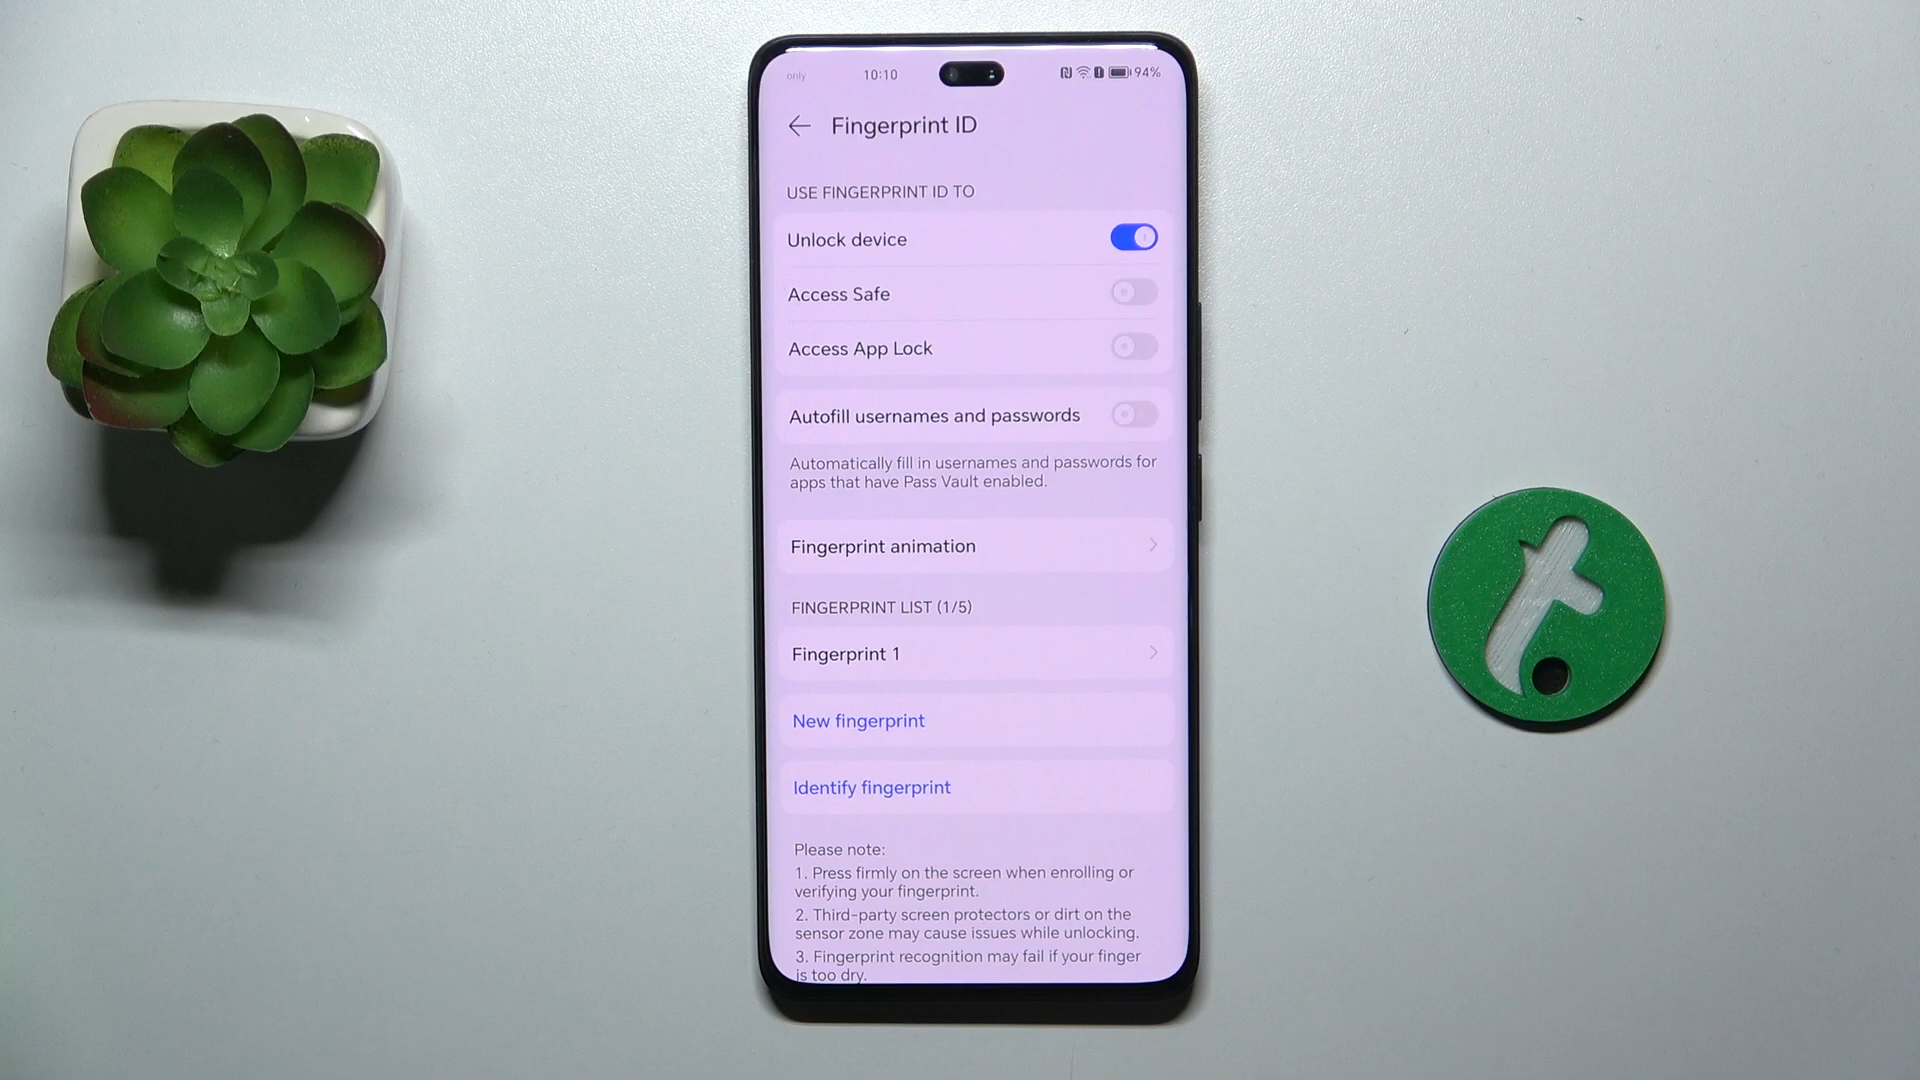 only 10:10 94%
Fingerprint ID
USE FINGERPRINT ID TO
Unlock device
Access Safe
Access App Lock
Autofill usernames and passwords
Automatically fill in usernames and passwords for
apps that have Pass Vault enabled.
Fingerprint animation
FINGERPRINT LIST (1/5)
Fingerprint 1
New fingerprint
Identify fingerprint
Please note:
1. Press firmly on the screen when enrolling or
verifying your fingerprint.
2. Third-party screen protectors or dirt on the
sensor zone may cause issues while unlocking.
3. Fingerprint recognition may fail if your finger
is too dry.